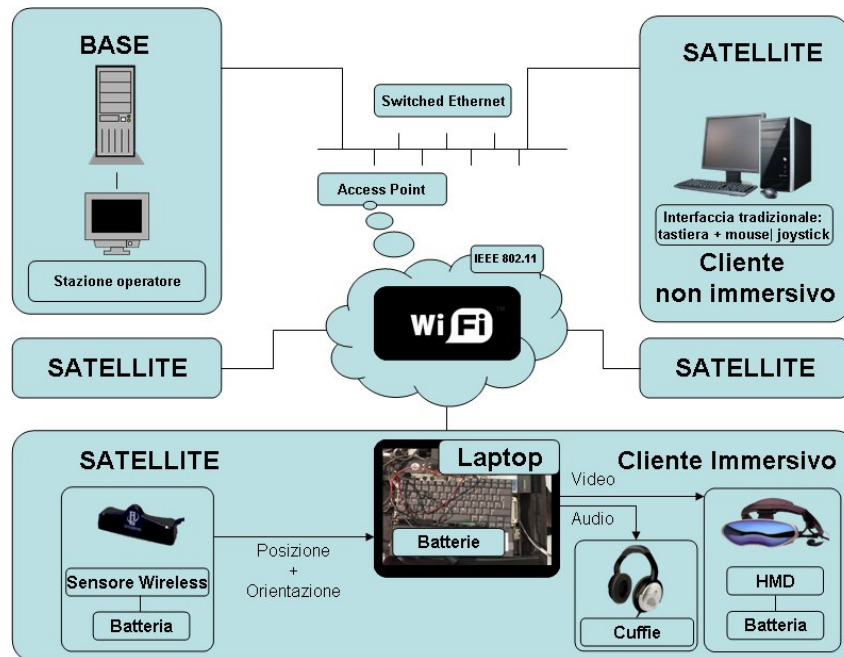 BASE
Stazione operatore
Switched Ethernet
Access Point
SATELLITE
Interfaccia tradizionale:
tastiera + mouse| joystick
Cliente
non immersivo
IEEE 802.11
Wi Fi
SATELLITE
SATELLITE
SATELLITE
Laptop
Cliente Immersivo
Sensore Wireless
Batteria
Posizione
+
Orientazione
Batterie
Video
Audio
Cuffie
HMD
Batteria